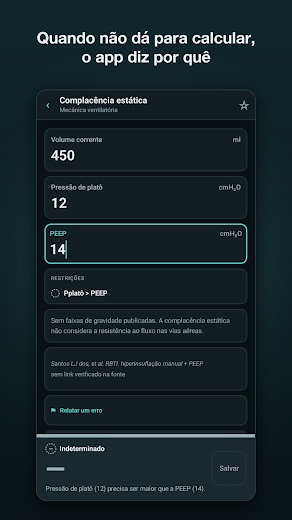 Quando não dá para calcular,
o app diz por quê
Complacência estática
Mecânica ventilatória
Volume corrente
ml
450
Pressão de platô
cmH₂O
12
PEEP
cmH₂O
14
RESTRIÇÕES
Pplatô > PEEP
Sem faixas de gravidade publicadas. A complacência estática
não considera a resistência ao fluxo nas vias aéreas.
Santos LJ dos, et al. RBTI. hiperinsuflação manual + PEEP
sem link verificado na fonte
Relatar um erro
Indeterminado
—
Salvar
Pressão de platô (12) precisa ser maior que a PEEP (14).